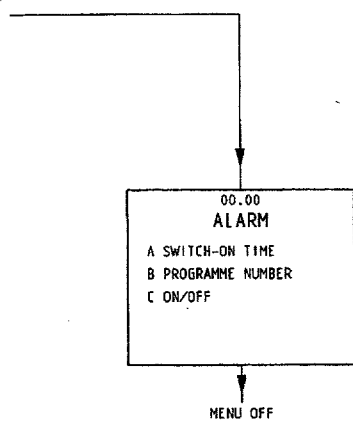 00.00
ALARM
A SWITCH-ON TIME
B PROGRAMME NUMBER
C ON/OFF
MENU OFF